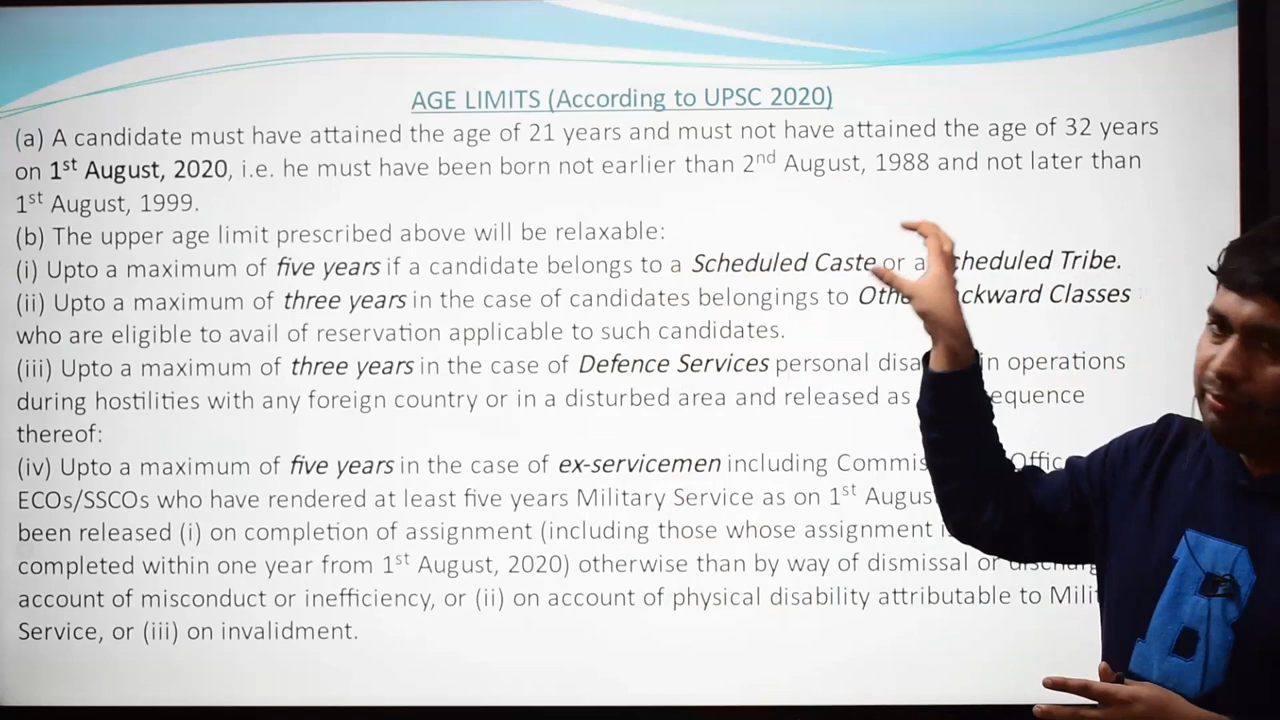 AGE LIMITS (According to UPSC 2020)
(a) A candidate must have attained the age of 21 years and must not have attained the age of 32 years
on 1st August, 2020, i.e. he must have been born not earlier than 2nd August, 1988 and not later than
1st August, 1999.
(b) The upper age limit prescribed above will be relaxable:
(i) Upto a maximum of five years if a candidate belongs to a Scheduled Caste or a Scheduled Tribe.
(ii) Upto a maximum of three years in the case of candidates belongings to Other Backward Classes
who are eligible to avail of reservation applicable to such candidates.
(iii) Upto a maximum of three years in the case of Defence Services personal in operations
during hostilities with any foreign country or in a disturbed area and released as
thereof:
(iv) Upto a maximum of five years in the case of ex-servicemen including
ECOs/SSCOs who have rendered at least five years Military Service as on 1st August
been released (i) on completion of assignment (including those whose assignment
completed within one year from 1st August, 2020) otherwise than by way of dismissal or
account of misconduct or inefficiency, or (ii) on account of physical disability attributable to
Service, or (iii) on invalidment.
B